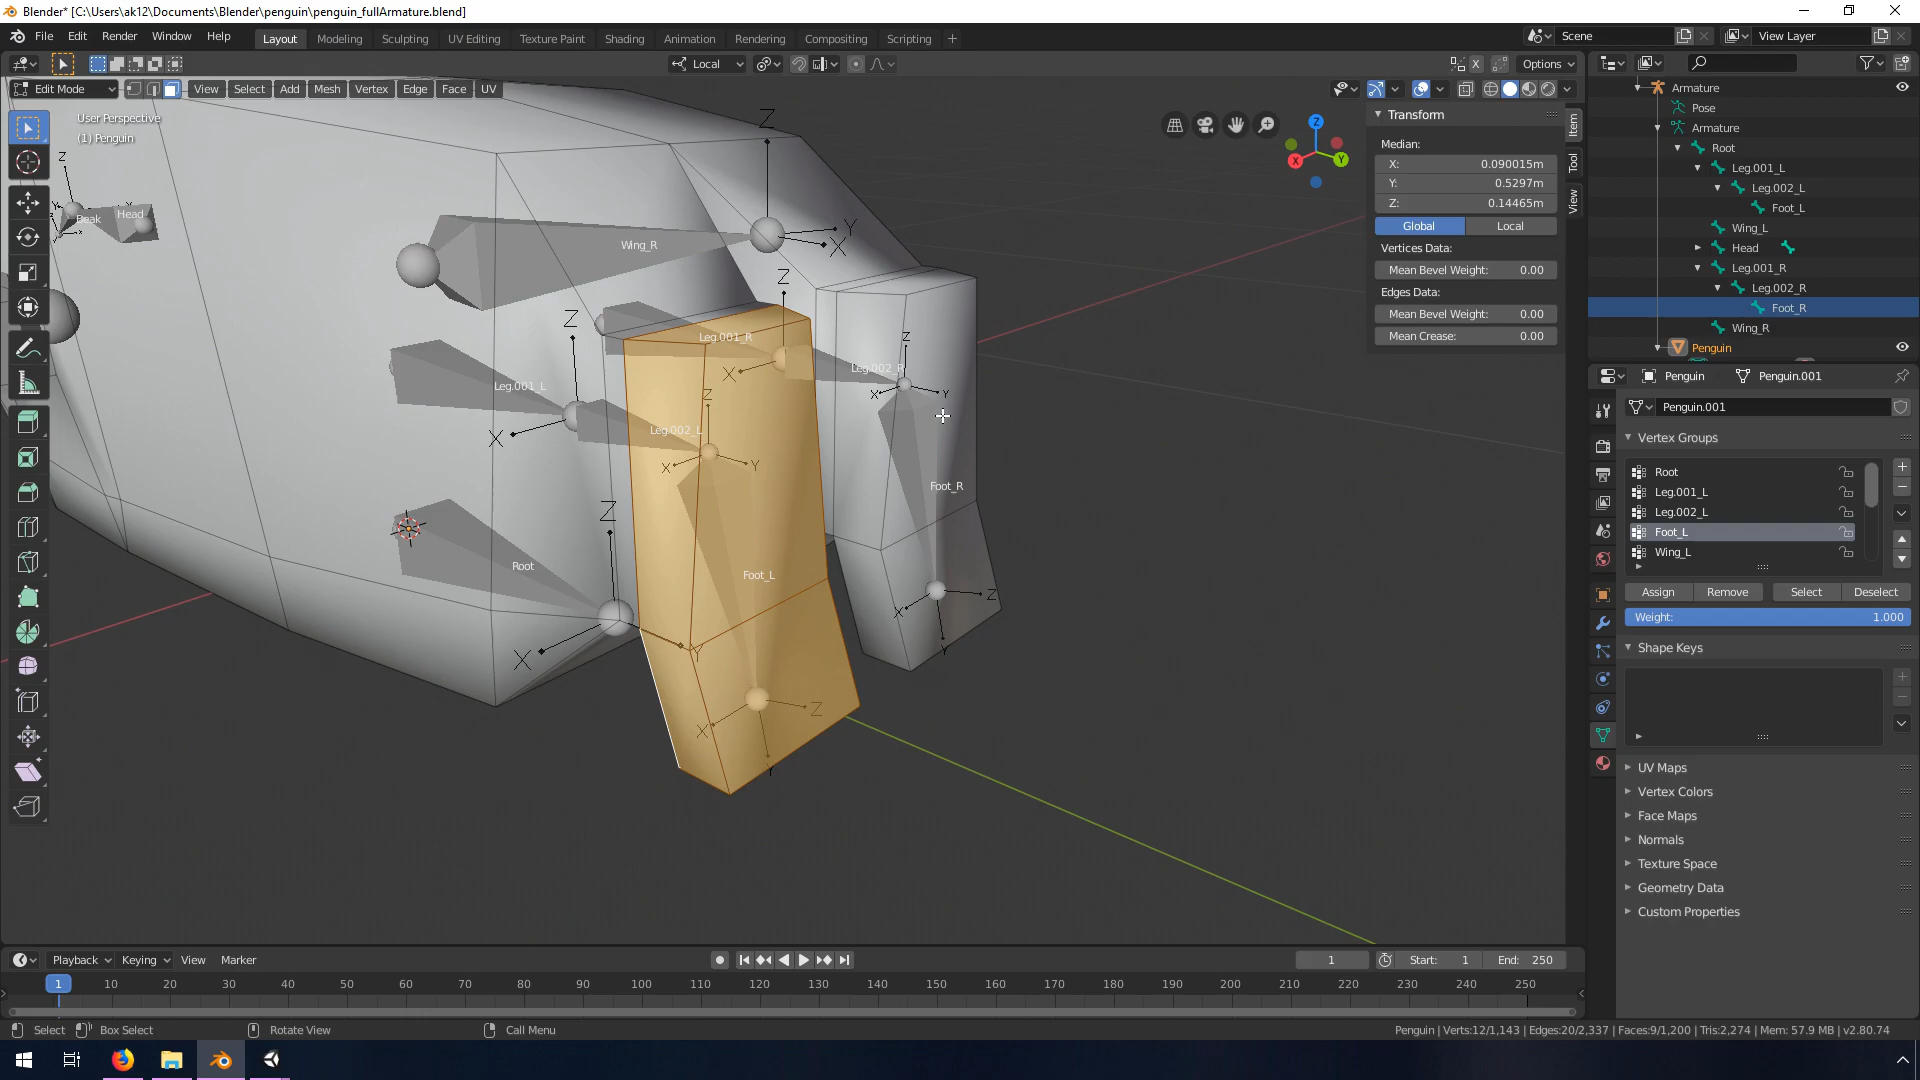 Blender* [C:\Users\ak12\Documents\Blender\penguin\penguin_fullArmature.blend]
File Edit Render Window Help Layout Modeling Sculpting UV Editing Texture Paint Shading Animation Rendering Compositing Scripting + Scene View Layer
Local X Options
Edit Mode View Select Add Mesh Vertex Edge Face UV
User Perspective
(1) Penguin
Z
Beak Head
Wing_R
Z
Y
X
Z
Z
Leg.001_R
X
Leg.001_L
X
Leg.002_R
Z
X Y
Z
Leg.002_L
X Y
Foot_R
Z
Root
Foot_L
X
Y
X Z
Y
X Z
Y
Z
X Y
Transform
Median:
X: 0.090015m
Y: 0.5297m
Z: 0.14465m
Global Local
Vertices Data:
Mean Bevel Weight: 0.00
Edges Data:
Mean Bevel Weight: 0.00
Mean Crease: 0.00
Item
Tool
View
Armature
Pose
Armature
Root
Leg.001_L
Leg.002_L
Foot_L
Wing_L
Head
Leg.001_R
Leg.002_R
Foot_R
Wing_R
Penguin
Penguin Penguin.001
Penguin.001
Vertex Groups
Root
Leg.001_L
Leg.002_L
Foot_L
Wing_L
Assign Remove Select Deselect
Weight: 1.000
Shape Keys
UV Maps
Vertex Colors
Face Maps
Normals
Texture Space
Geometry Data
Custom Properties
Playback Keying View Marker 1 Start: 1 End: 250
1 10 20 30 40 50 60 70 80 90 100 110 120 130 140 150 160 170 180 190 200 210 220 230 240 250
Select Box Select Rotate View Call Menu Penguin | Verts:12/1,143 | Edges:20/2,337 | Faces:9/1,200 | Tris:2,274 | Mem: 57.9 MB | v2.80.74